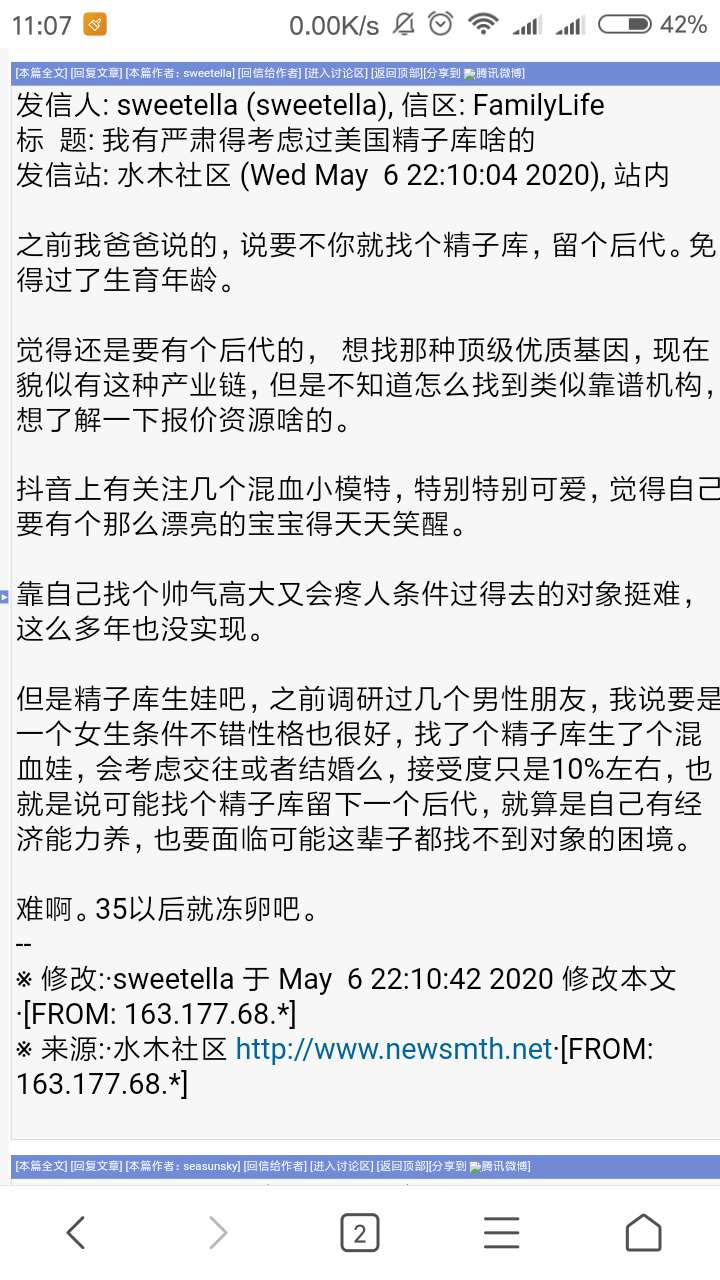 11:07 0.00K/s 42%
[本篇全文] [回复文章] [本篇作者: sweetella] [回信给作者] [进入讨论区] [返回顶部][分享到 腾讯微博]
发信人: sweetella (sweetella), 信区: FamilyLife
标 题: 我有严肃得考虑过美国精子库啥的
发信站: 水木社区 (Wed May 6 22:10:04 2020), 站内
之前我爸爸说的，说要不你就找个精子库，留个后代。免
得过了生育年龄。
觉得还是要有个后代的， 想找那种顶级优质基因，现在
貌似有这种产业链，但是不知道怎么找到类似靠谱机构，
想了解一下报价资源啥的。
抖音上有关注几个混血小模特，特别特别可爱，觉得自己
要有个那么漂亮的宝宝得天天笑醒。
靠自己找个帅气高大又会疼人条件过得去的对象挺难，
这么多年也没实现。
但是精子库生娃吧，之前调研过几个男性朋友，我说要是
一个女生条件不错性格也很好，找了个精子库生了个混
血娃，会考虑交往或者结婚么，接受度只是10%左右，也
就是说可能找个精子库留下一个后代，就算是自己有经
济能力养，也要面临可能这辈子都找不到对象的困境。
难啊。35以后就冻卵吧。
--
※ 修改:·sweetella 于 May 6 22:10:42 2020 修改本文
·[FROM: 163.177.68.*]
※ 来源:·水木社区 http://www.newsmth.net·[FROM:
163.177.68.*]
[本篇全文] [回复文章] [本篇作者: seasunsky] [回信给作者] [进入讨论区] [返回顶部][分享到 腾讯微博]
2